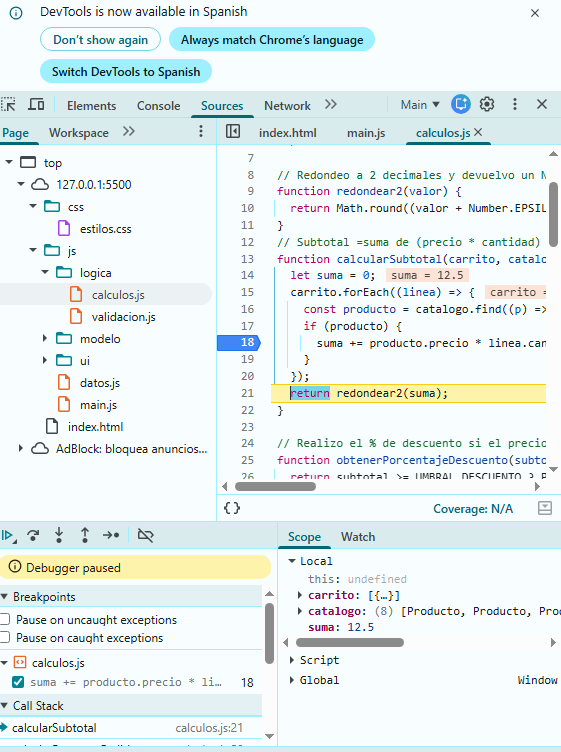 DevTools is now available in Spanish
Don't show again
Always match Chrome's language
Switch DevTools to Spanish
Elements Console Sources Network Main
Page Workspace
index.html main.js calculos.js
top
127.0.0.1:5500
css
estilos.css
js
logica
calculos.js
validacion.js
modelo
ui
datos.js
main.js
index.html
AdBlock: bloquea anuncios...
7
8 // Redondeo a 2 decimales y devuelvo un N
9 function redondear2(valor) {
10 return Math.round((valor + Number.EPSIL
11 }
12 // Subtotal =suma de (precio * cantidad)
13 function calcularSubtotal(carrito, catalo
14 let suma = 0; suma = 12.5
15 carrito.forEach((linea) => { carrito =
16 const producto = catalogo.find((p) =>
17 if (producto) {
18 suma += producto.precio * linea.can
19 }
20 });
21 return redondear2(suma);
22 }
23
24 // Realizo el % de descuento si el precio
25 function obtenerPorcentajeDescuento(subto
26 return subtotal >= UMBRAL_DESCUENTO ? P
{} Coverage: N/A
Debugger paused
Breakpoints
Pause on uncaught exceptions
Pause on caught exceptions
calculos.js
suma += producto.precio * li... 18
Call Stack
calcularSubtotal calculos.js:21
Scope Watch
Local
this: undefined
carrito: [{…}]
catalogo: (8) [Producto, Producto, Pro
suma: 12.5
Script
Global Window